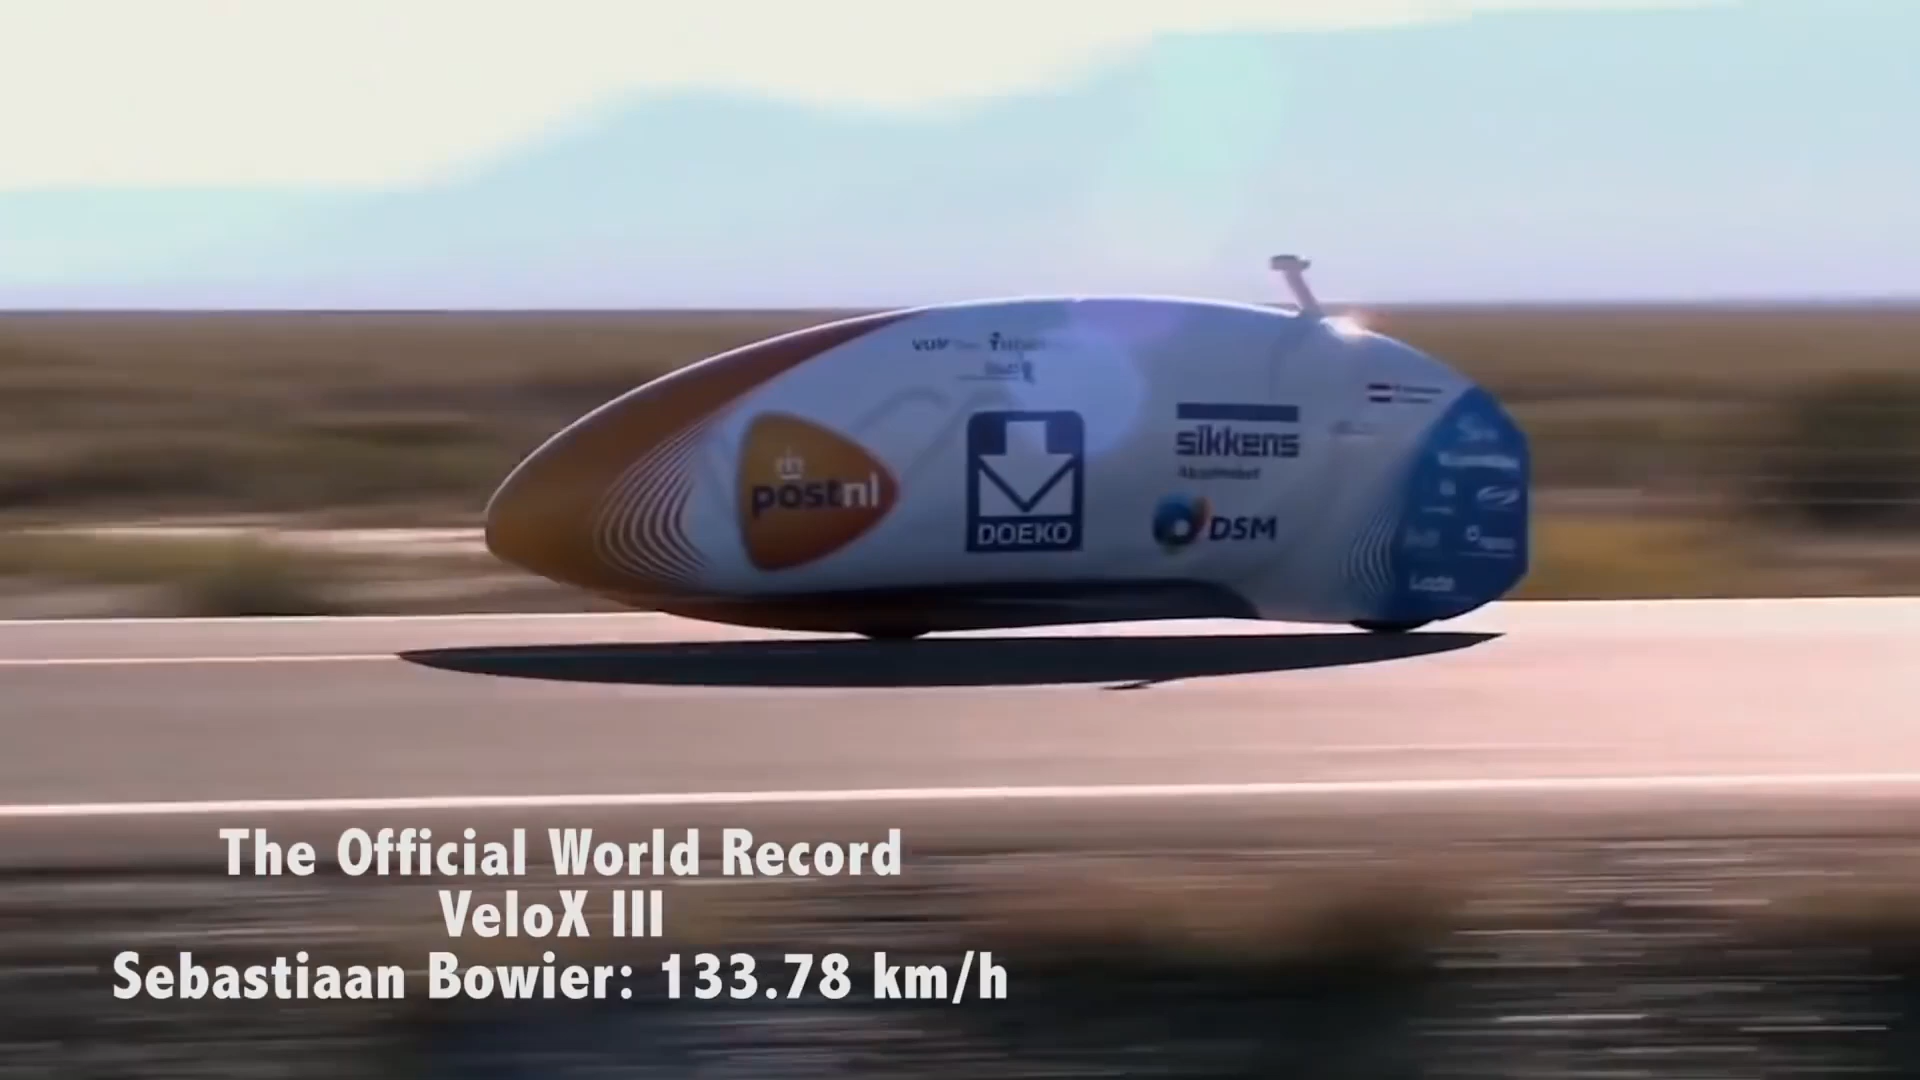 postnl
DOEKO
sikkens
DSM
The Official World Record
VeloX III
Sebastiaan Bowier: 133.78 km/h